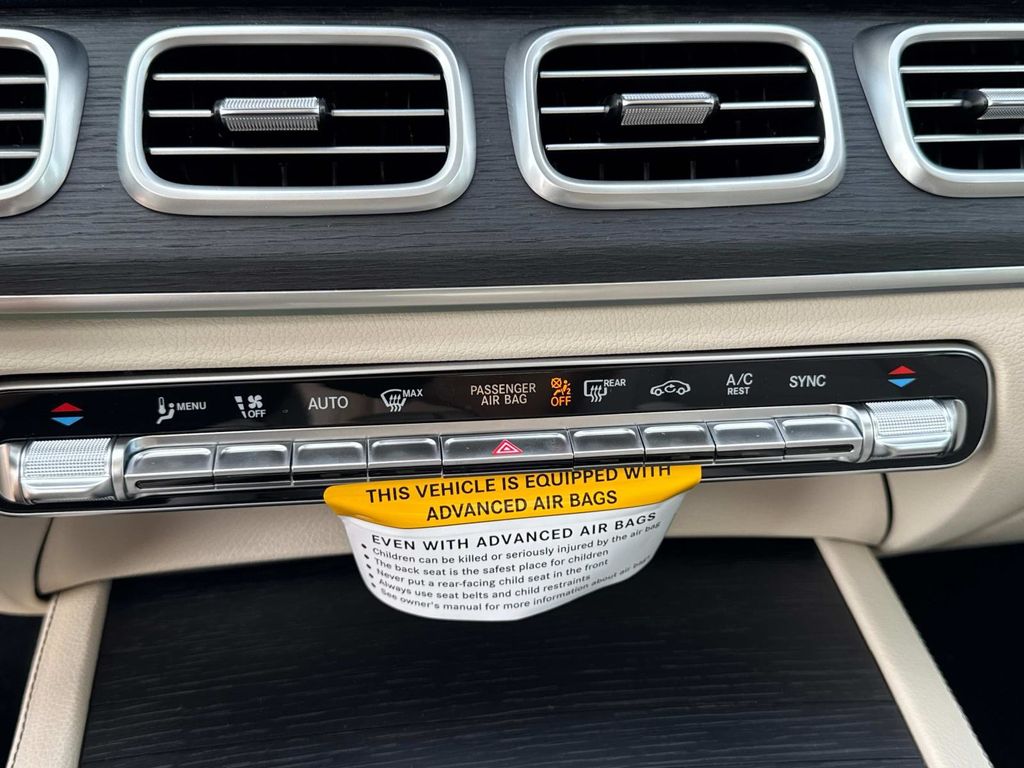 MENU
OFF
AUTO
MAX
PASSENGER
AIR BAG
2
OFF
REAR
A/C
REST
SYNC
THIS VEHICLE IS EQUIPPED WITH
ADVANCED AIR BAGS
EVEN WITH ADVANCED AIR BAGS
• Children can be killed or seriously injured by the air bag
• The back seat is the safest place for children
• Never put a rear-facing child seat in the front
• Always use seat belts and child restraints
• See owner's manual for more information about air bags